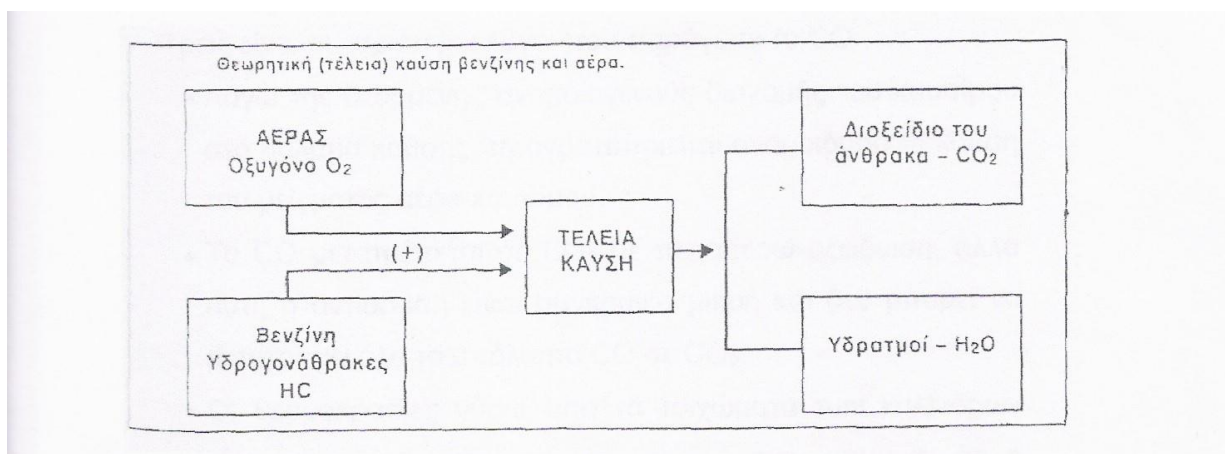 Θεωρητική (τέλεια) καύση βενζίνης και αέρα.
ΑΕΡΑΣ
Οξυγόνο O₂
(+)
Βενζίνη
Υδρογονάθρακες
HC
ΤΕΛΕΙΑ
ΚΑΥΣΗ
Διοξείδιο του
άνθρακα – CO₂
Υδρατμοί – H₂O